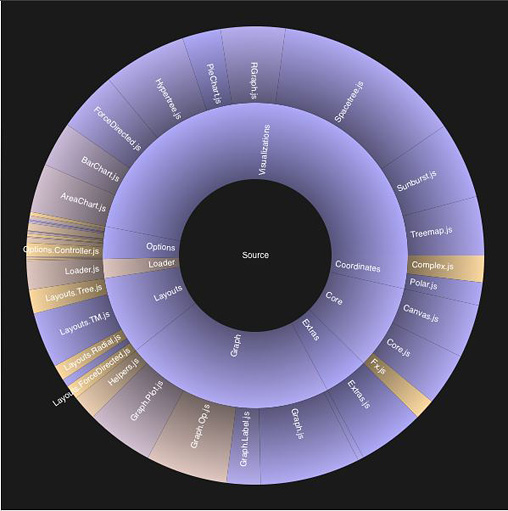 Source
Visualizations
Coordinates
Core
Extras
Graph
Layouts
Loader
Options
RGraph.js
Spacetree.js
Sunburst.js
Treemap.js
Complex.js
Polar.js
Canvas.js
Core.js
Fx.js
Extras.js
Graph.js
Graph.Label.js
Graph.Op.js
Graph.Plot.js
Helpers.js
ForceDirected.js
Layou
Layouts.Radial.js
Layouts.TM.js
Layouts.Tree.js
Loader.js
Options.Controller.js
AreaChart.js
BarChart.js
ForceDirected.js
Hypertree.js
PieChart.js